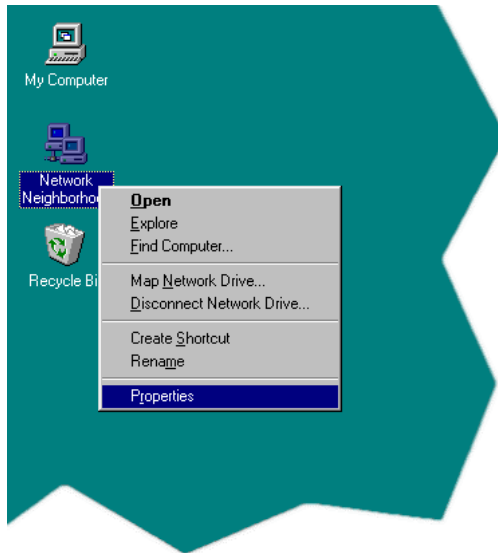 My Computer
Network
Neighborhoo
Recycle Bi
Open
Explore
Find Computer...
Map Network Drive...
Disconnect Network Drive...
Create Shortcut
Rename
Properties